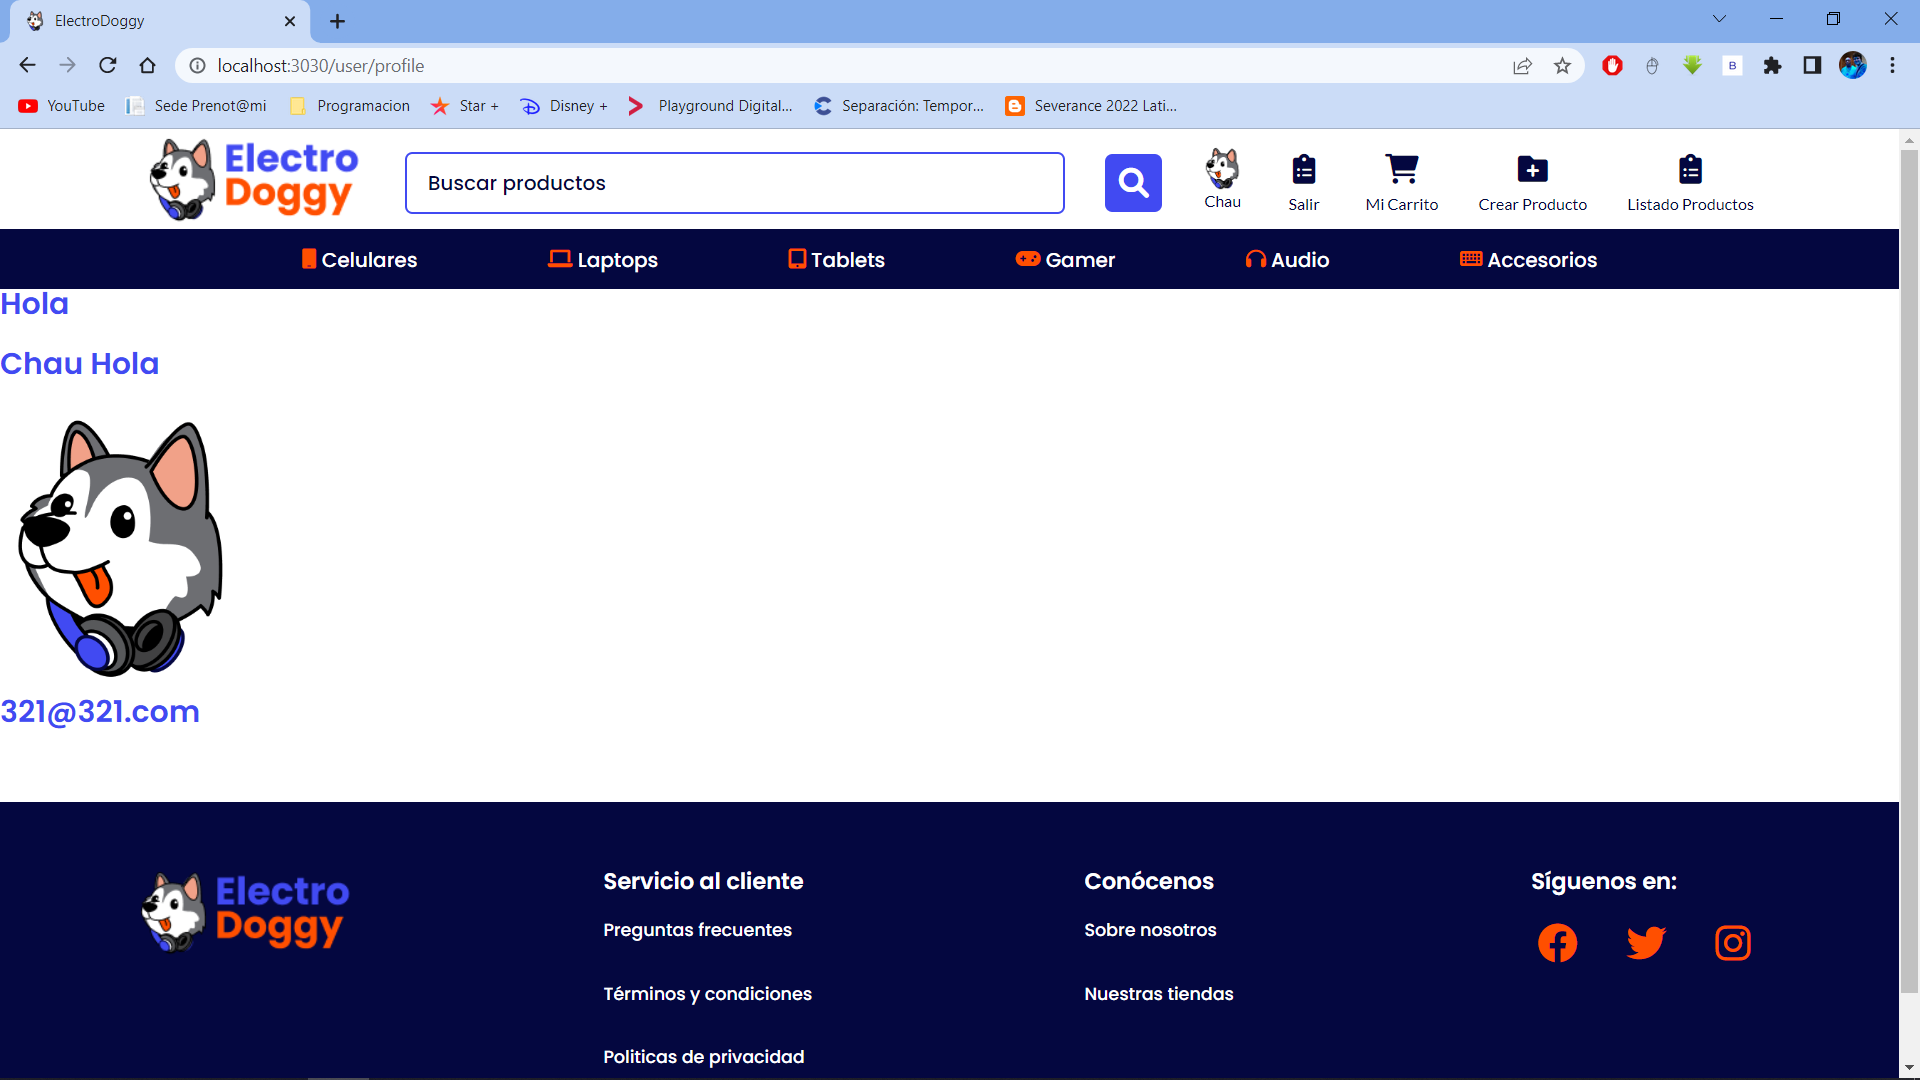 ElectroDoggy
localhost:3030/user/profile
YouTube
Sede Prenot@mi
Programacion
Star +
Disney +
Playground Digital...
Separación: Tempor...
Severance 2022 Lati...
B
Electro
Doggy
Buscar productos
Chau
Salir
Mi Carrito
Crear Producto
Listado Productos
Celulares
Laptops
Tablets
Gamer
Audio
Accesorios
Hola
Chau Hola
321@321.com
Electro
Doggy
Servicio al cliente
Preguntas frecuentes
Términos y condiciones
Politicas de privacidad
Conócenos
Sobre nosotros
Nuestras tiendas
Síguenos en: